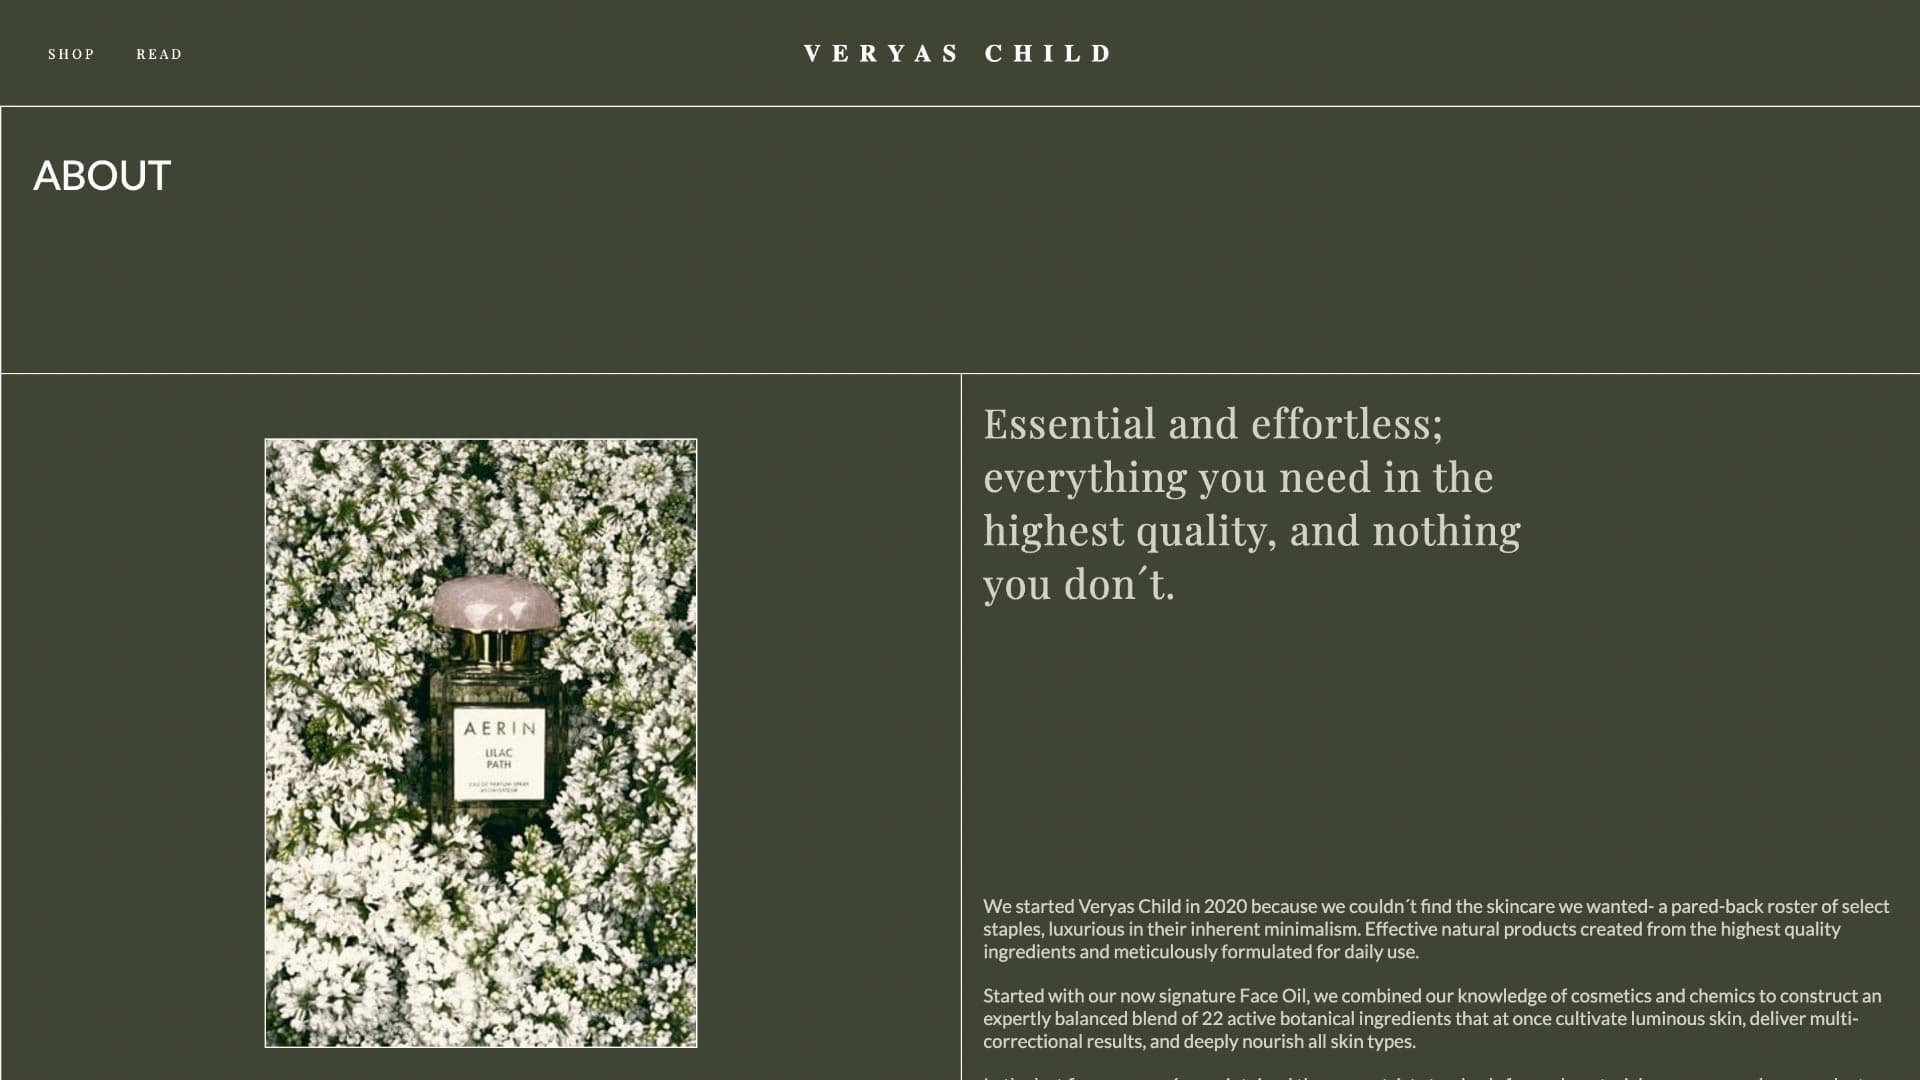 SHOP
READ
VERYAS CHILD
ABOUT
Essential and effortless;
everything you need in the
highest quality, and nothing
you don´t.
AERIN
LILAC
PATH
EAU DE PARFUM SPRAY
VAPORISATEUR
We started Veryas Child in 2020 because we couldn´t find the skincare we wanted- a pared-back roster of select
staples, luxurious in their inherent minimalism. Effective natural products created from the highest quality
ingredients and meticulously formulated for daily use.
Started with our now signature Face Oil, we combined our knowledge of cosmetics and chemics to construct an
expertly balanced blend of 22 active botanical ingredients that at once cultivate luminous skin, deliver multi-
correctional results, and deeply nourish all skin types.